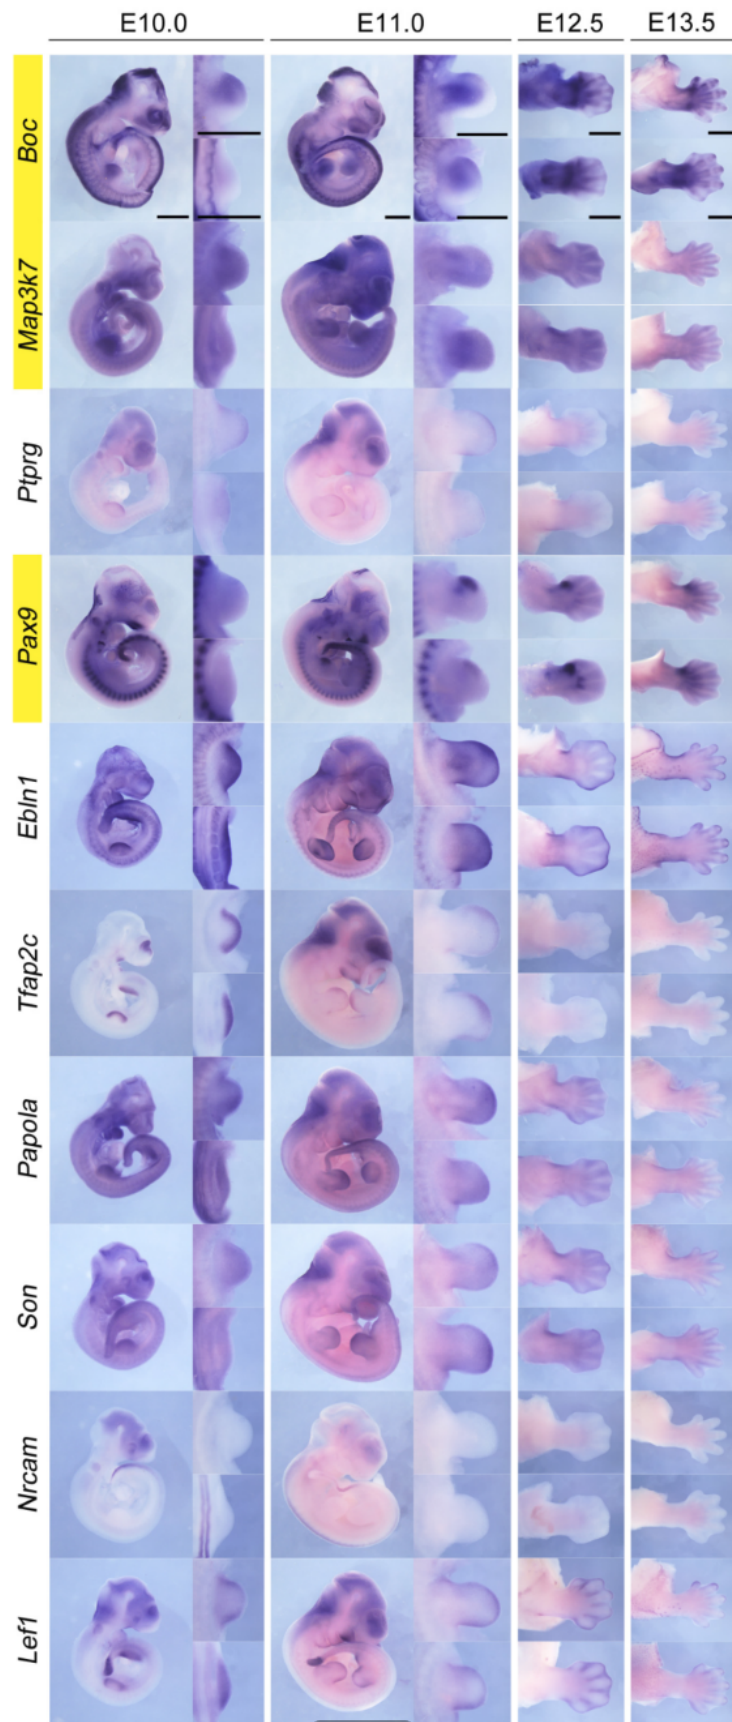 E10.0 E11.0 E12.5 E13.5
Boc
Map3k7
Ptprg
Pax9
Ebln1
Tfap2c
Papola
Son
Nrcam
Lef1